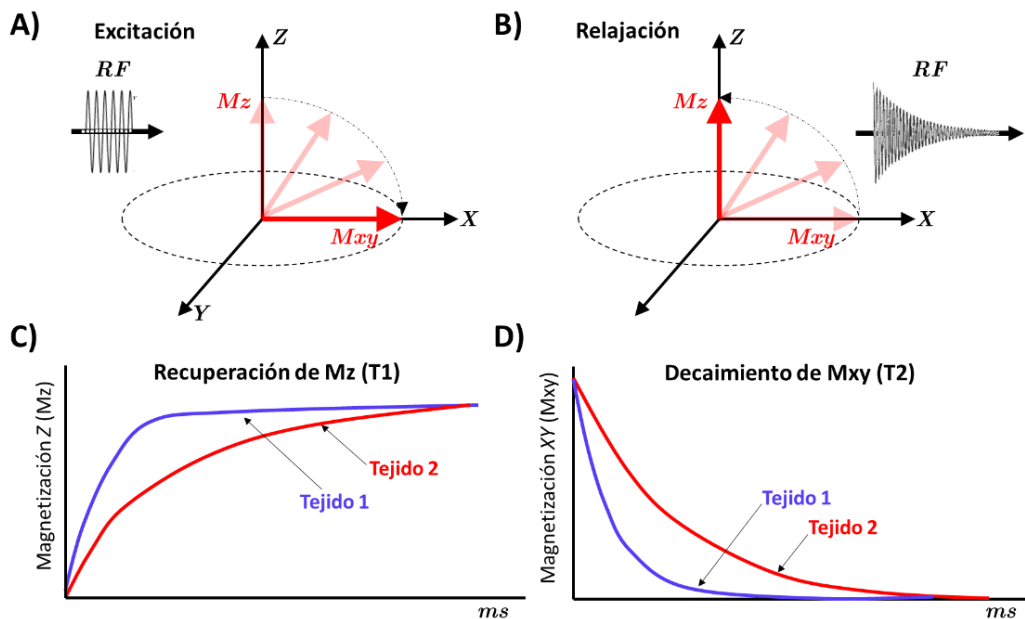 A)
Excitación
RF
Z
Mz
X
Mxy
Y
B)
Relajación
Z
RF
Mz
X
Mxy
Y
C)
Recuperación de Mz (T1)
Magnetización Z (Mz)
Tejido 2
Tejido 1
ms
D)
Decaimiento de Mxy (T2)
Magnetización XY (Mxy)
Tejido 1
Tejido 2
ms